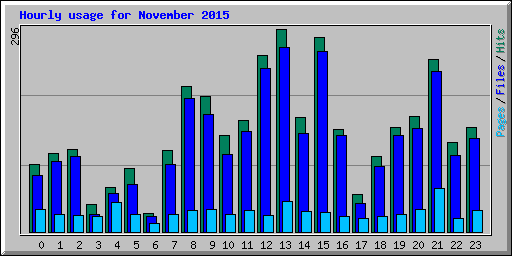 Hourly usage for November 2015
296
Pages / Files / Hits
0 1 2 3 4 5 6 7 8 9 10 11 12 13 14 15 16 17 18 19 20 21 22 23